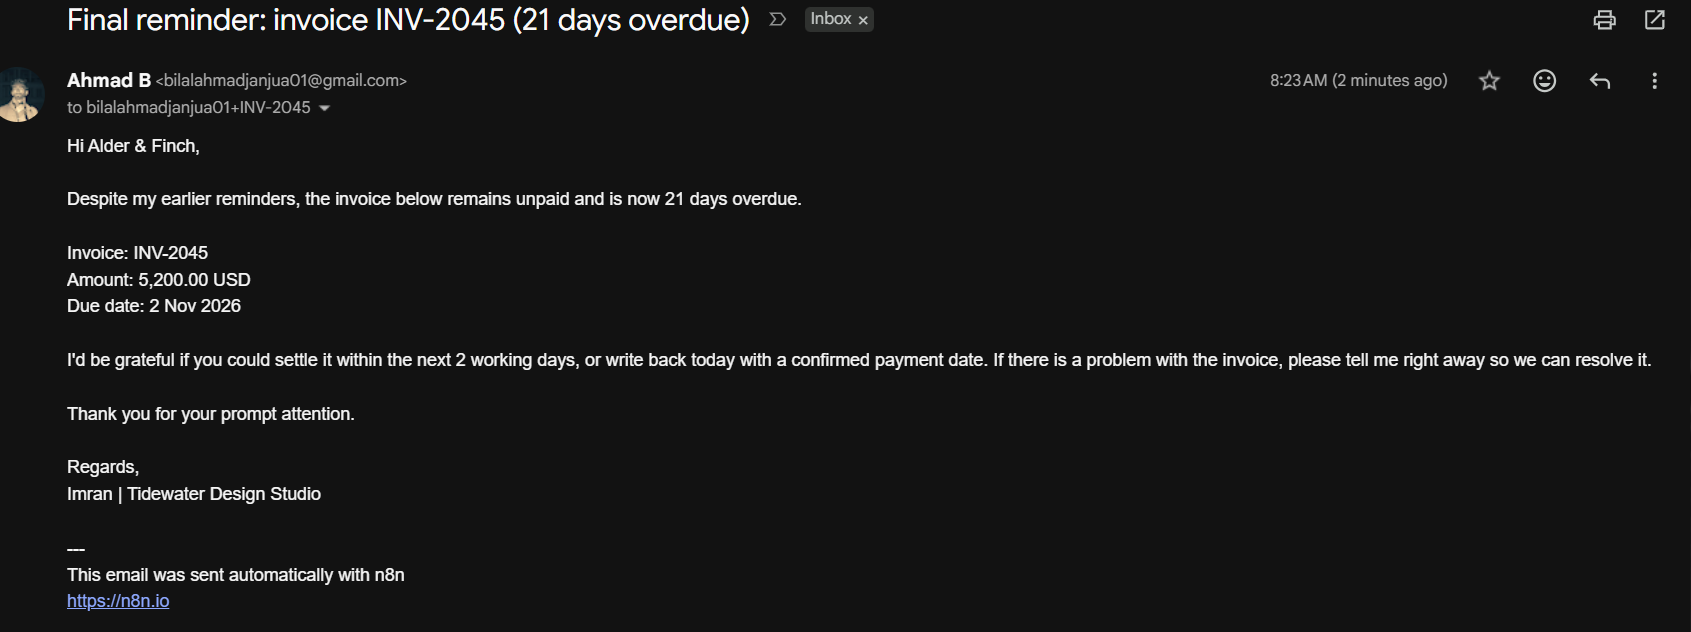 Final reminder: invoice INV-2045 (21 days overdue) Inbox ×
Ahmad B <bilalahmadjanjua01@gmail.com> 8:23 AM (2 minutes ago)
to bilalahmadjanjua01+INV-2045
Hi Alder & Finch,
Despite my earlier reminders, the invoice below remains unpaid and is now 21 days overdue.
Invoice: INV-2045
Amount: 5,200.00 USD
Due date: 2 Nov 2026
I'd be grateful if you could settle it within the next 2 working days, or write back today with a confirmed payment date. If there is a problem with the invoice, please tell me right away so we can resolve it.
Thank you for your prompt attention.
Regards,
Imran | Tidewater Design Studio
---
This email was sent automatically with n8n
https://n8n.io